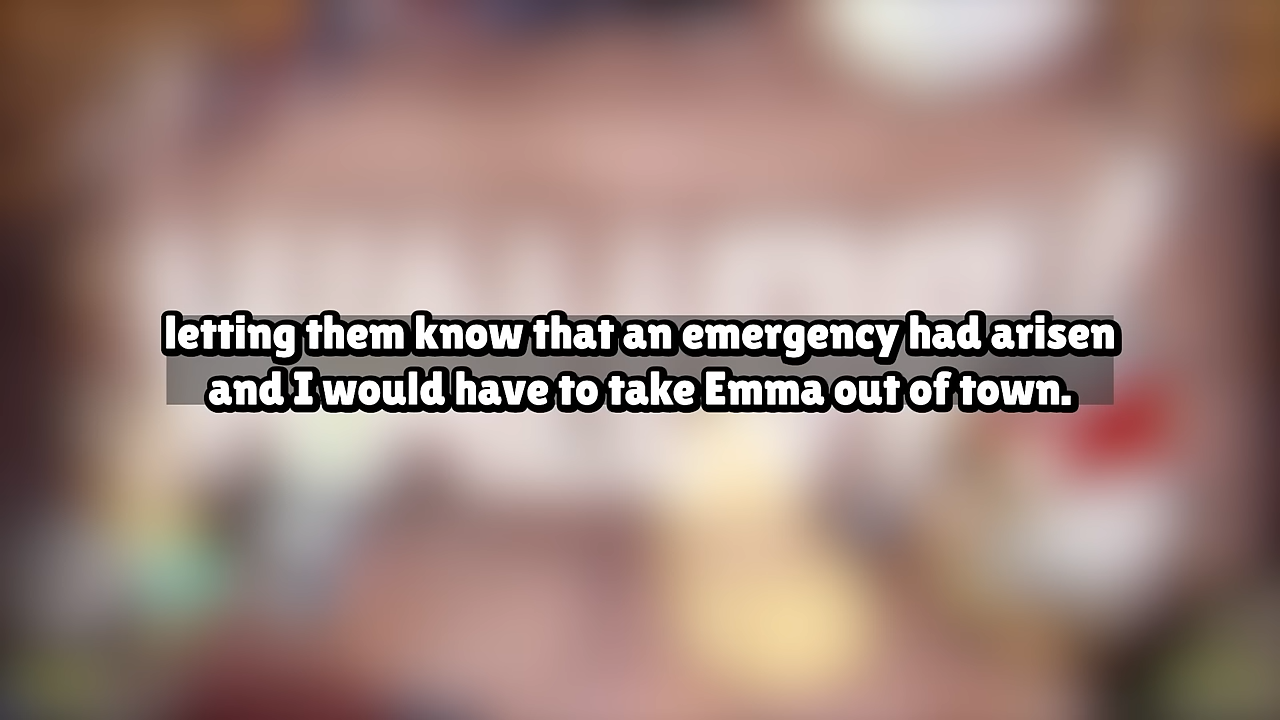 letting them know that an emergency had arisen
and I would have to take Emma out of town.